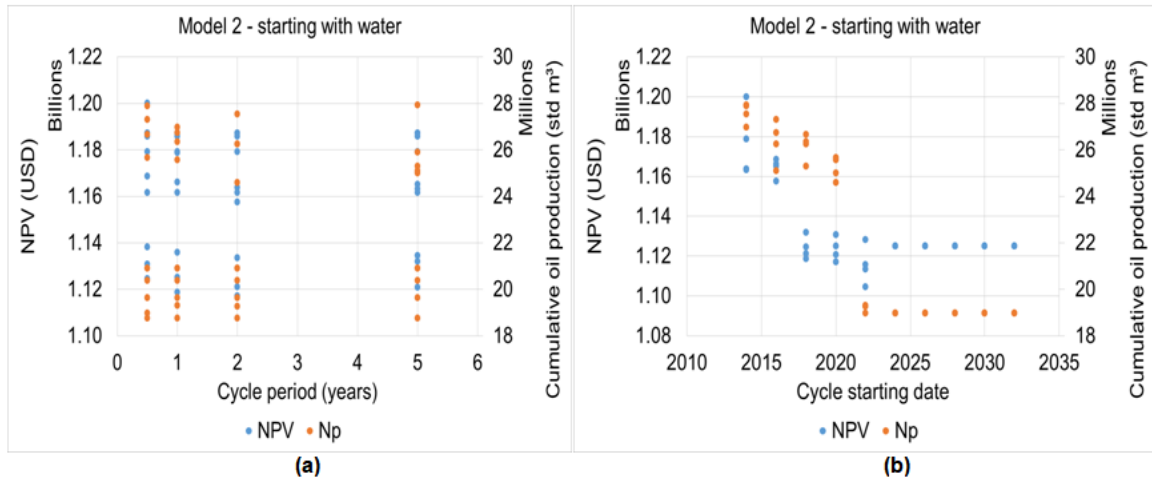 Model 2 - starting with water
NPV (USD)
Billions
1.22
1.20
1.18
1.16
1.14
1.12
1.10
30
28
26
24
22
20
18
Millions
Cumulative oil production (std m³)
0 1 2 3 4 5 6
Cycle period (years)
NPV Np
(a)
Model 2 - starting with water
NPV (USD)
Billions
1.22
1.20
1.18
1.16
1.14
1.12
1.10
1.08
30
28
26
24
22
20
18
Millions
Cumulative oil production (std m³)
2010 2015 2020 2025 2030 2035
Cycle starting date
NPV Np
(b)